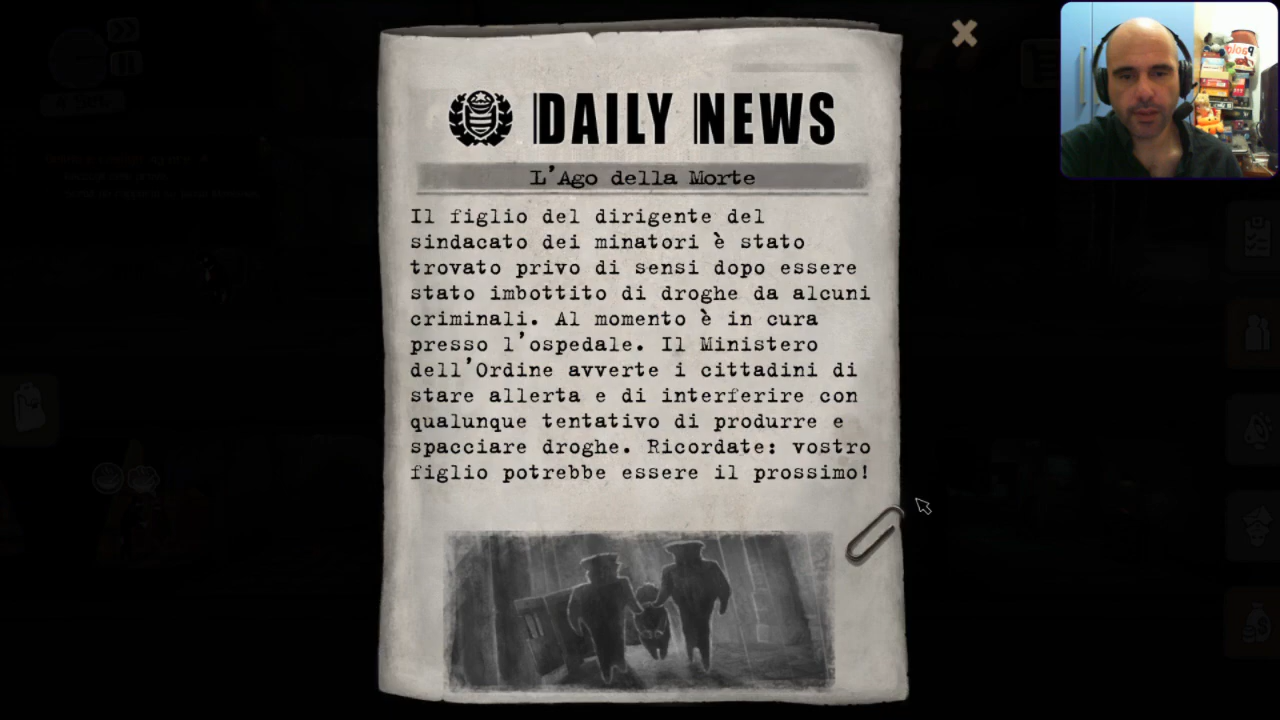 DAILY NEWS
L'Ago della Morte
Il figlio del dirigente del
sindacato dei minatori è stato
trovato privo di sensi dopo essere
stato imbottito di droghe da alcuni
criminali. Al momento è in cura
presso l'ospedale. Il Ministero
dell'Ordine avverte i cittadini di
stare allerta e di interferire con
qualunque tentativo di produrre e
spacciare droghe. Ricordate: vostro
figlio potrebbe essere il prossimo!